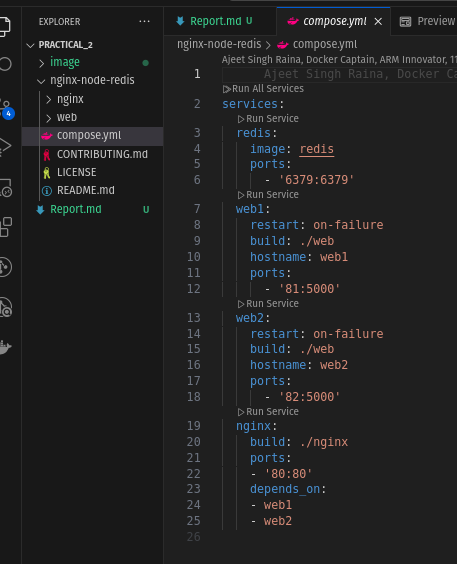 EXPLORER ...
Report.md U
compose.yml
Preview
PRACTICAL_2
image
nginx-node-redis
nginx
web
compose.yml
CONTRIBUTING.md
LICENSE
README.md
Report.md U
4
nginx-node-redis > compose.yml
Ajeet Singh Raina, Docker Captain, ARM Innovator, 11
1 Ajeet Singh Raina, Docker Ca
Run All Services
2 services:
Run Service
3 redis:
4 image: redis
5 ports:
6 - '6379:6379'
Run Service
7 web1:
8 restart: on-failure
9 build: ./web
10 hostname: web1
11 ports:
12 - '81:5000'
Run Service
13 web2:
14 restart: on-failure
15 build: ./web
16 hostname: web2
17 ports:
18 - '82:5000'
Run Service
19 nginx:
20 build: ./nginx
21 ports:
22 - '80:80'
23 depends_on:
24 - web1
25 - web2
26